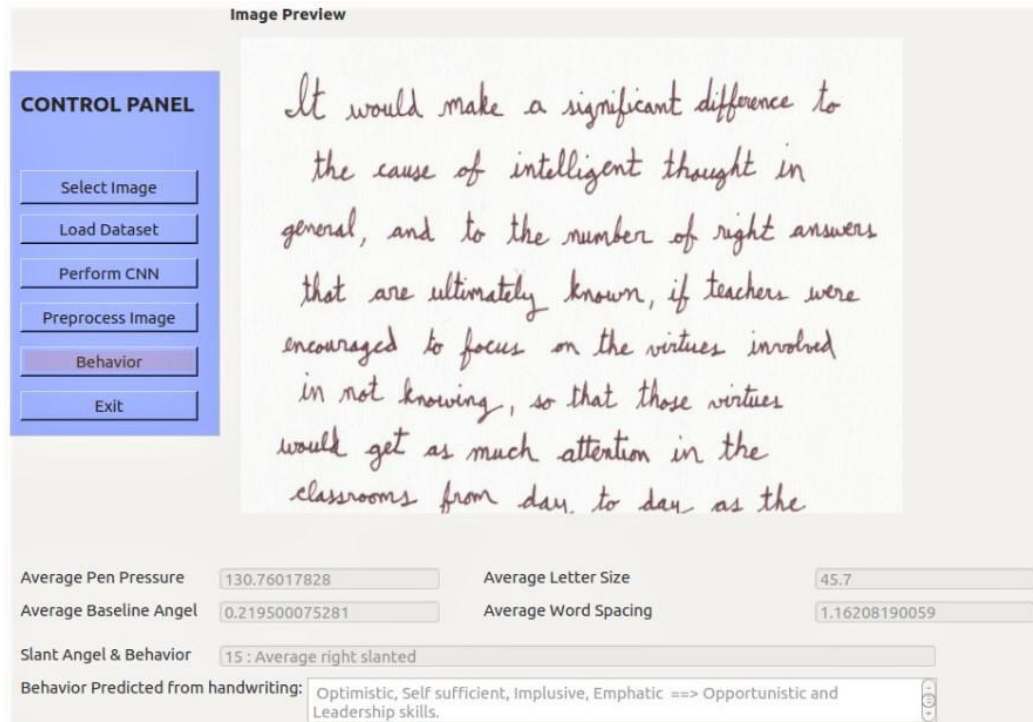 Image Preview
CONTROL PANEL
Select Image
Load Dataset
Perform CNN
Preprocess Image
Behavior
Exit
It would make a significant difference to
the cause of intelligent thought in
general, and to the number of right answers
that are ultimately known, if teachers were
encouraged to focus on the virtues involved
in not knowing, so that those virtues
would get as much attention in the
classrooms from day to day as the
Average Pen Pressure 130.76017828 Average Letter Size 45.7
Average Baseline Angel 0.219500075281 Average Word Spacing 1.16208190059
Slant Angel & Behavior 15 : Average right slanted
Behavior Predicted from handwriting: Optimistic, Self sufficient, Implusive, Emphatic ==> Opportunistic and
Leadership skills.